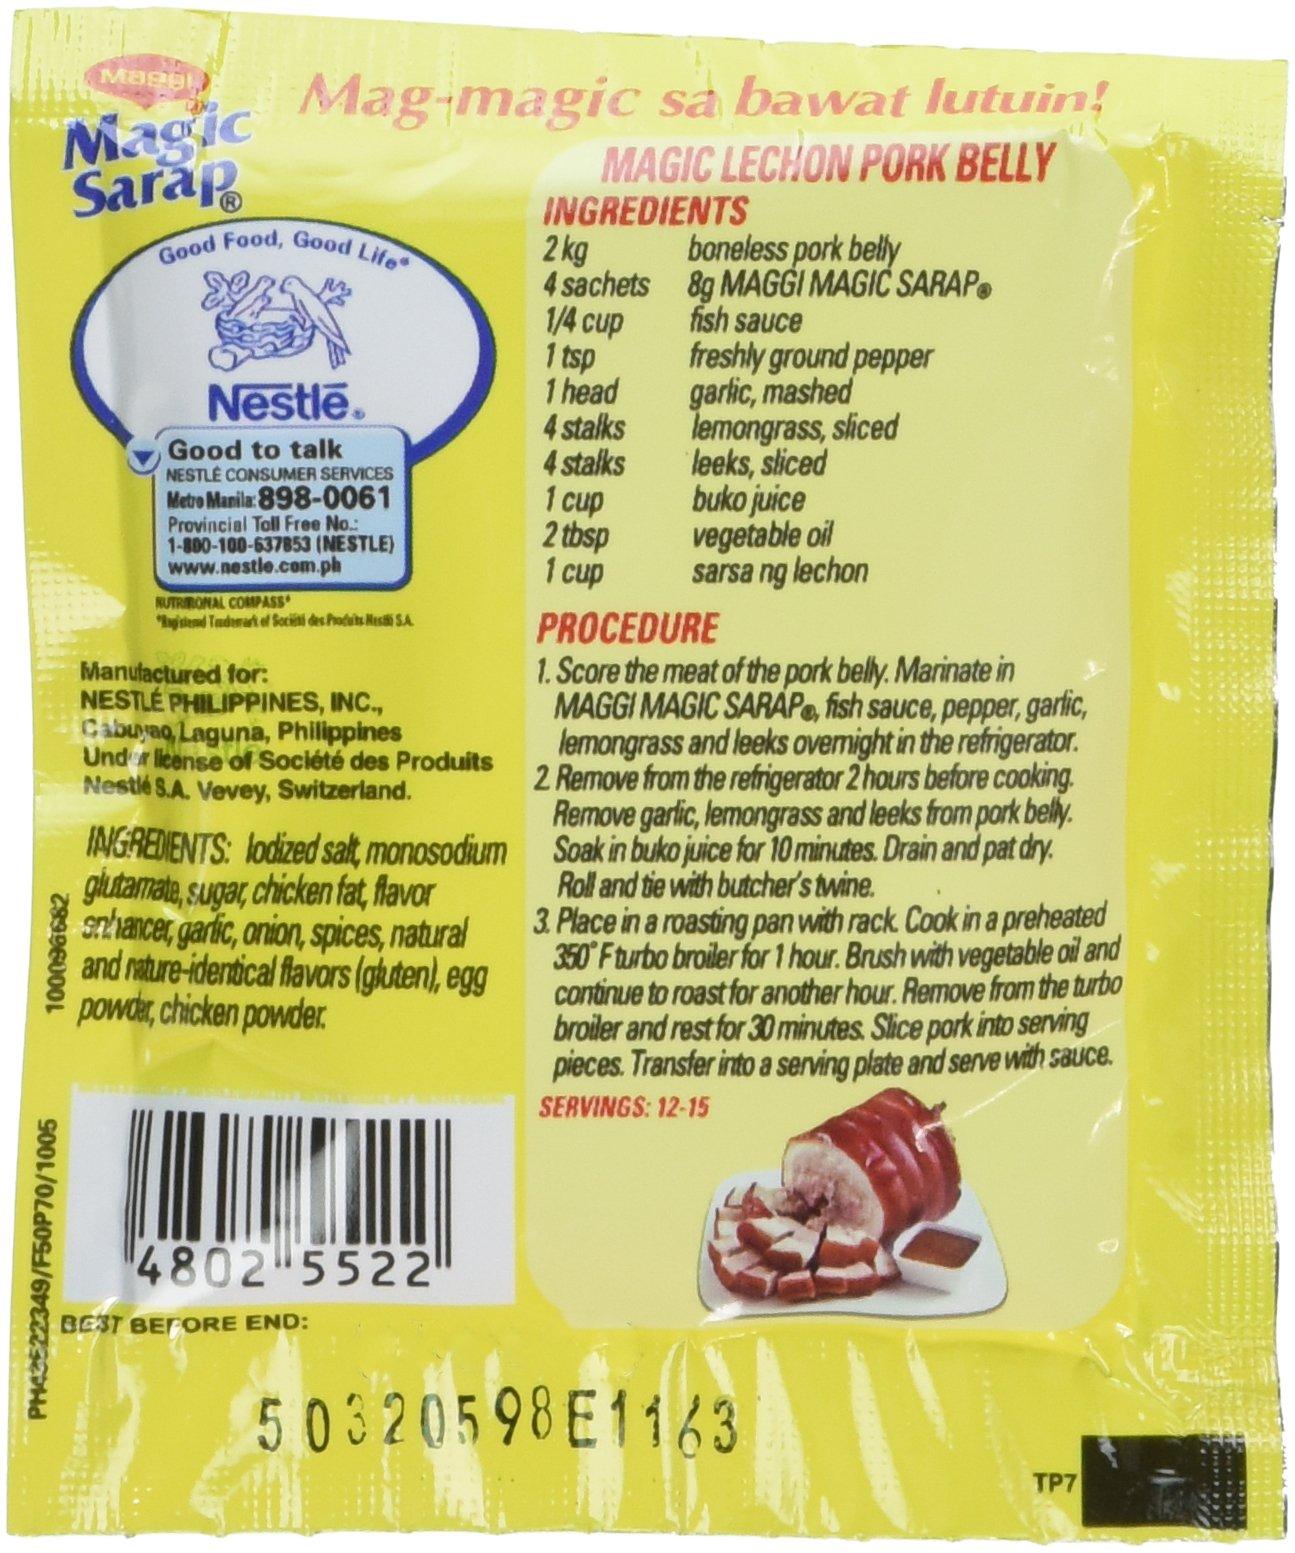 MAGGI
Magic
Sarap®
Mag-magic sa bawat lutuin!
Good Food, Good Life*
Nestlé®
Good to talk
NESTLÉ CONSUMER SERVICES
Metro Manila: 898-0061
Provincial Toll Free No.:
1-800-100-637853 (NESTLE)
www.nestle.com.ph
NUTRITIONAL COMPASS*
*Registered Trademark of Société des Produits Nestlé S.A.
Manufactured for:
NESTLÉ PHILIPPINES, INC.,
Cabuyao, Laguna, Philippines
Under license of Société des Produits
Nestlé S.A. Vevey, Switzerland.
INGREDIENTS: Iodized salt, monosodium
glutamate, sugar, chicken fat, flavor
enhancer, garlic, onion, spices, natural
and nature-identical flavors (gluten), egg
powder, chicken powder.
100096682
4802 5522
BEST BEFORE END:
50320598E1163
MAGIC LECHON PORK BELLY
INGREDIENTS
2 kg boneless pork belly
4 sachets 8g MAGGI MAGIC SARAP®
1/4 cup fish sauce
1 tsp freshly ground pepper
1 head garlic, mashed
4 stalks lemongrass, sliced
4 stalks leeks, sliced
1 cup buko juice
2 tbsp vegetable oil
1 cup sarsa ng lechon
PROCEDURE
1. Score the meat of the pork belly. Marinate in
MAGGI MAGIC SARAP®, fish sauce, pepper, garlic,
lemongrass and leeks overnight in the refrigerator.
2. Remove from the refrigerator 2 hours before cooking.
Remove garlic, lemongrass and leeks from pork belly.
Soak in buko juice for 10 minutes. Drain and pat dry.
Roll and tie with butcher's twine.
3. Place in a roasting pan with rack. Cook in a preheated
350°F turbo broiler for 1 hour. Brush with vegetable oil and
continue to roast for another hour. Remove from the turbo
broiler and rest for 30 minutes. Slice pork into serving
pieces. Transfer into a serving plate and serve with sauce.
SERVINGS: 12-15
TP7